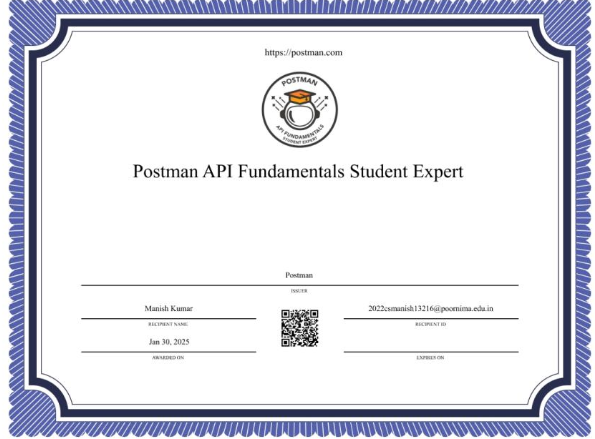 https://postman.com
POSTMAN
API FUNDAMENTALS
STUDENT EXPERT
Postman API Fundamentals Student Expert
Postman
ISSUER
Manish Kumar
RECIPIENT NAME
2022csmanish13216@poornima.edu.in
RECIPIENT ID
Jan 30, 2025
AWARDED ON
EXPIRES ON